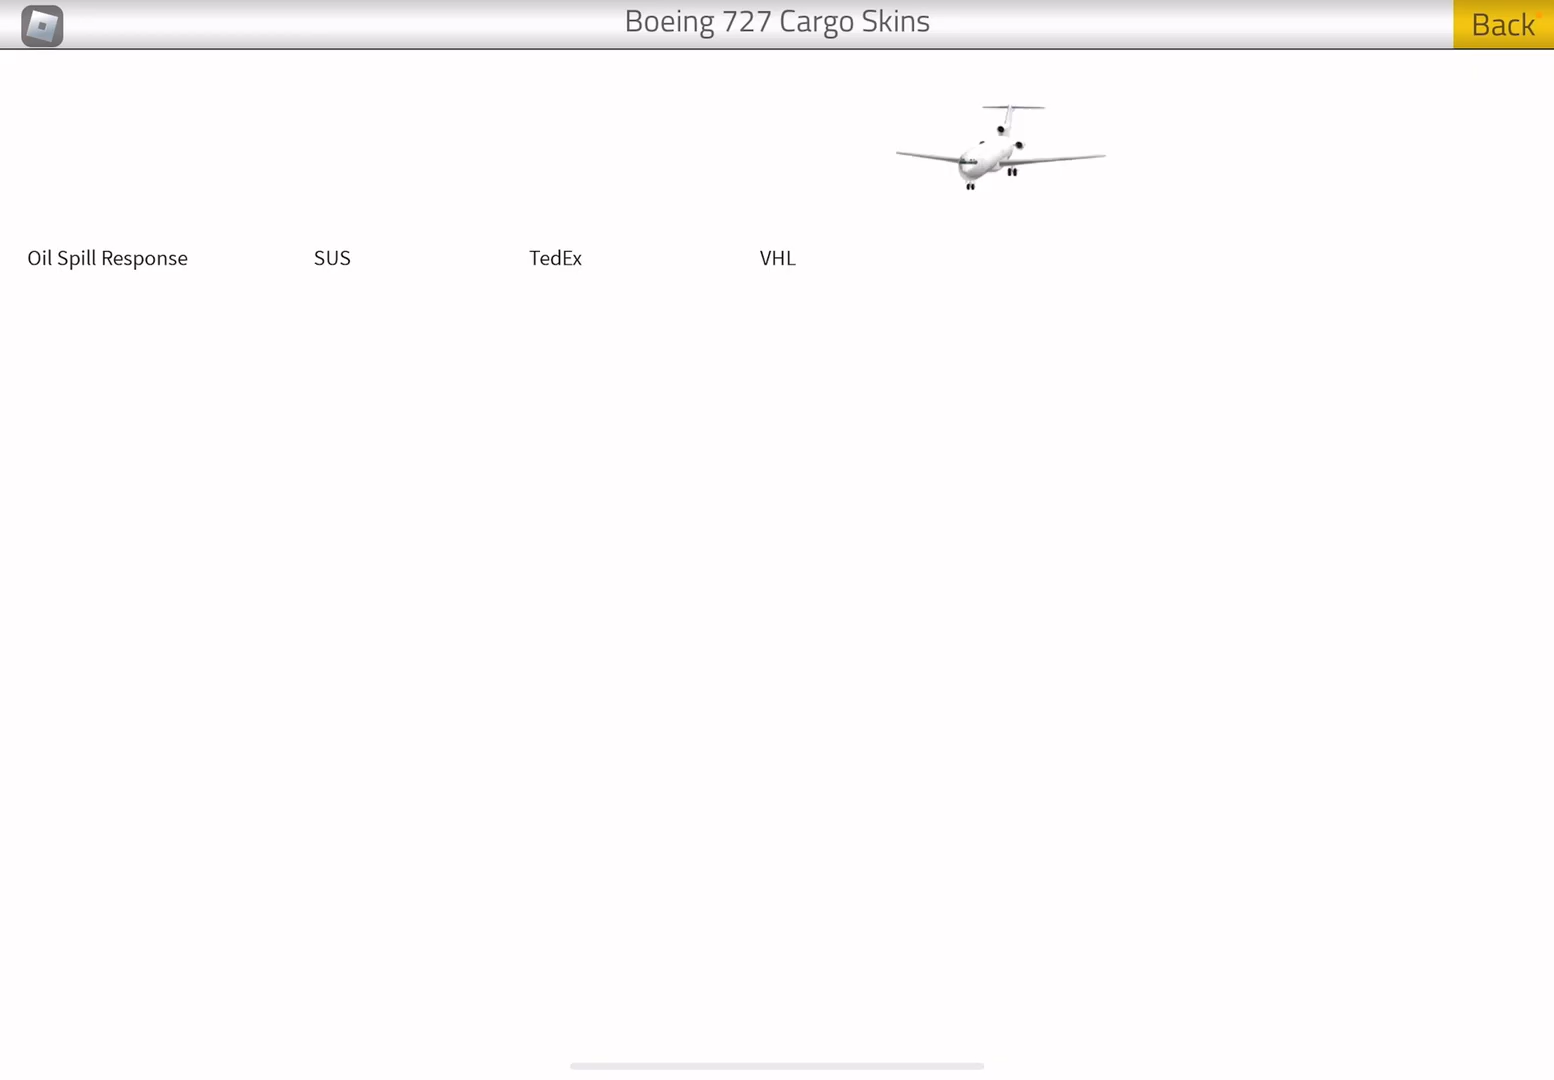 Boeing 727 Cargo Skins
Back
Oil Spill Response
SUS
TedEx
VHL